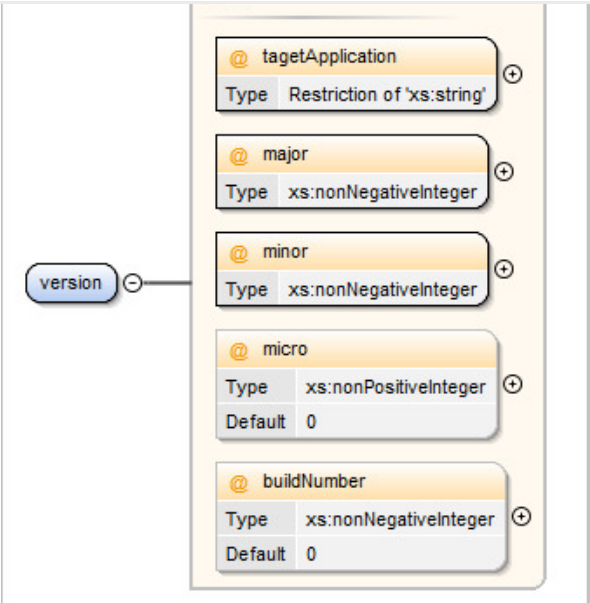 @ tagetApplication
Type Restriction of 'xs:string'
@ major
Type xs:nonNegativeInteger
@ minor
Type xs:nonNegativeInteger
version
@ micro
Type xs:nonPositiveInteger
Default 0
@ buildNumber
Type xs:nonNegativeInteger
Default 0